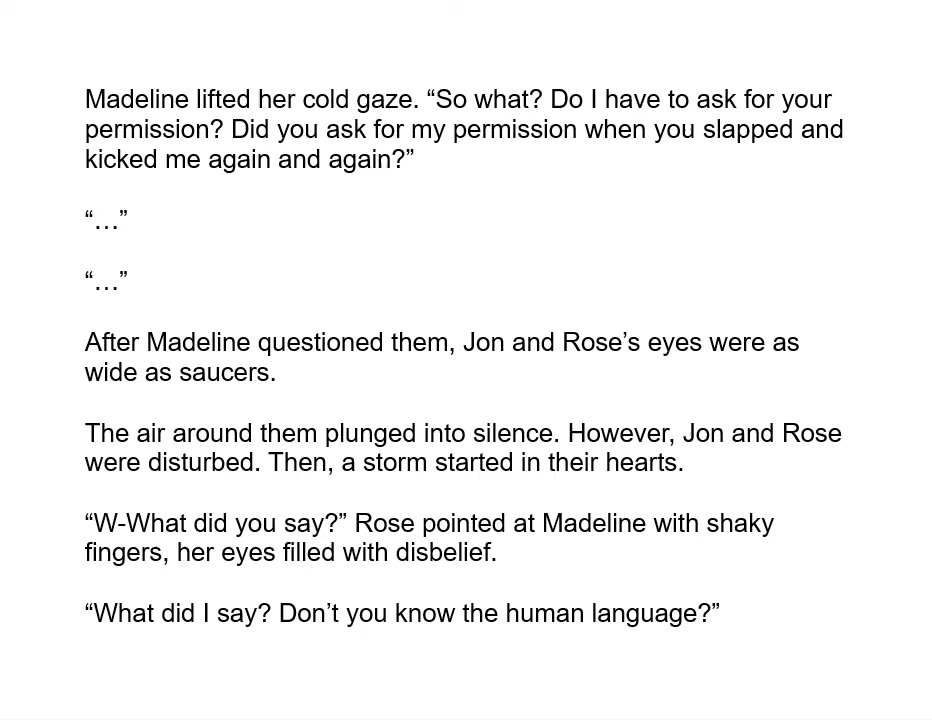 Madeline lifted her cold gaze. “So what? Do I have to ask for your
permission? Did you ask for my permission when you slapped and
kicked me again and again?”
“…”
“…”
After Madeline questioned them, Jon and Rose’s eyes were as
wide as saucers.
The air around them plunged into silence. However, Jon and Rose
were disturbed. Then, a storm started in their hearts.
“W-What did you say?” Rose pointed at Madeline with shaky
fingers, her eyes filled with disbelief.
“What did I say? Don’t you know the human language?”